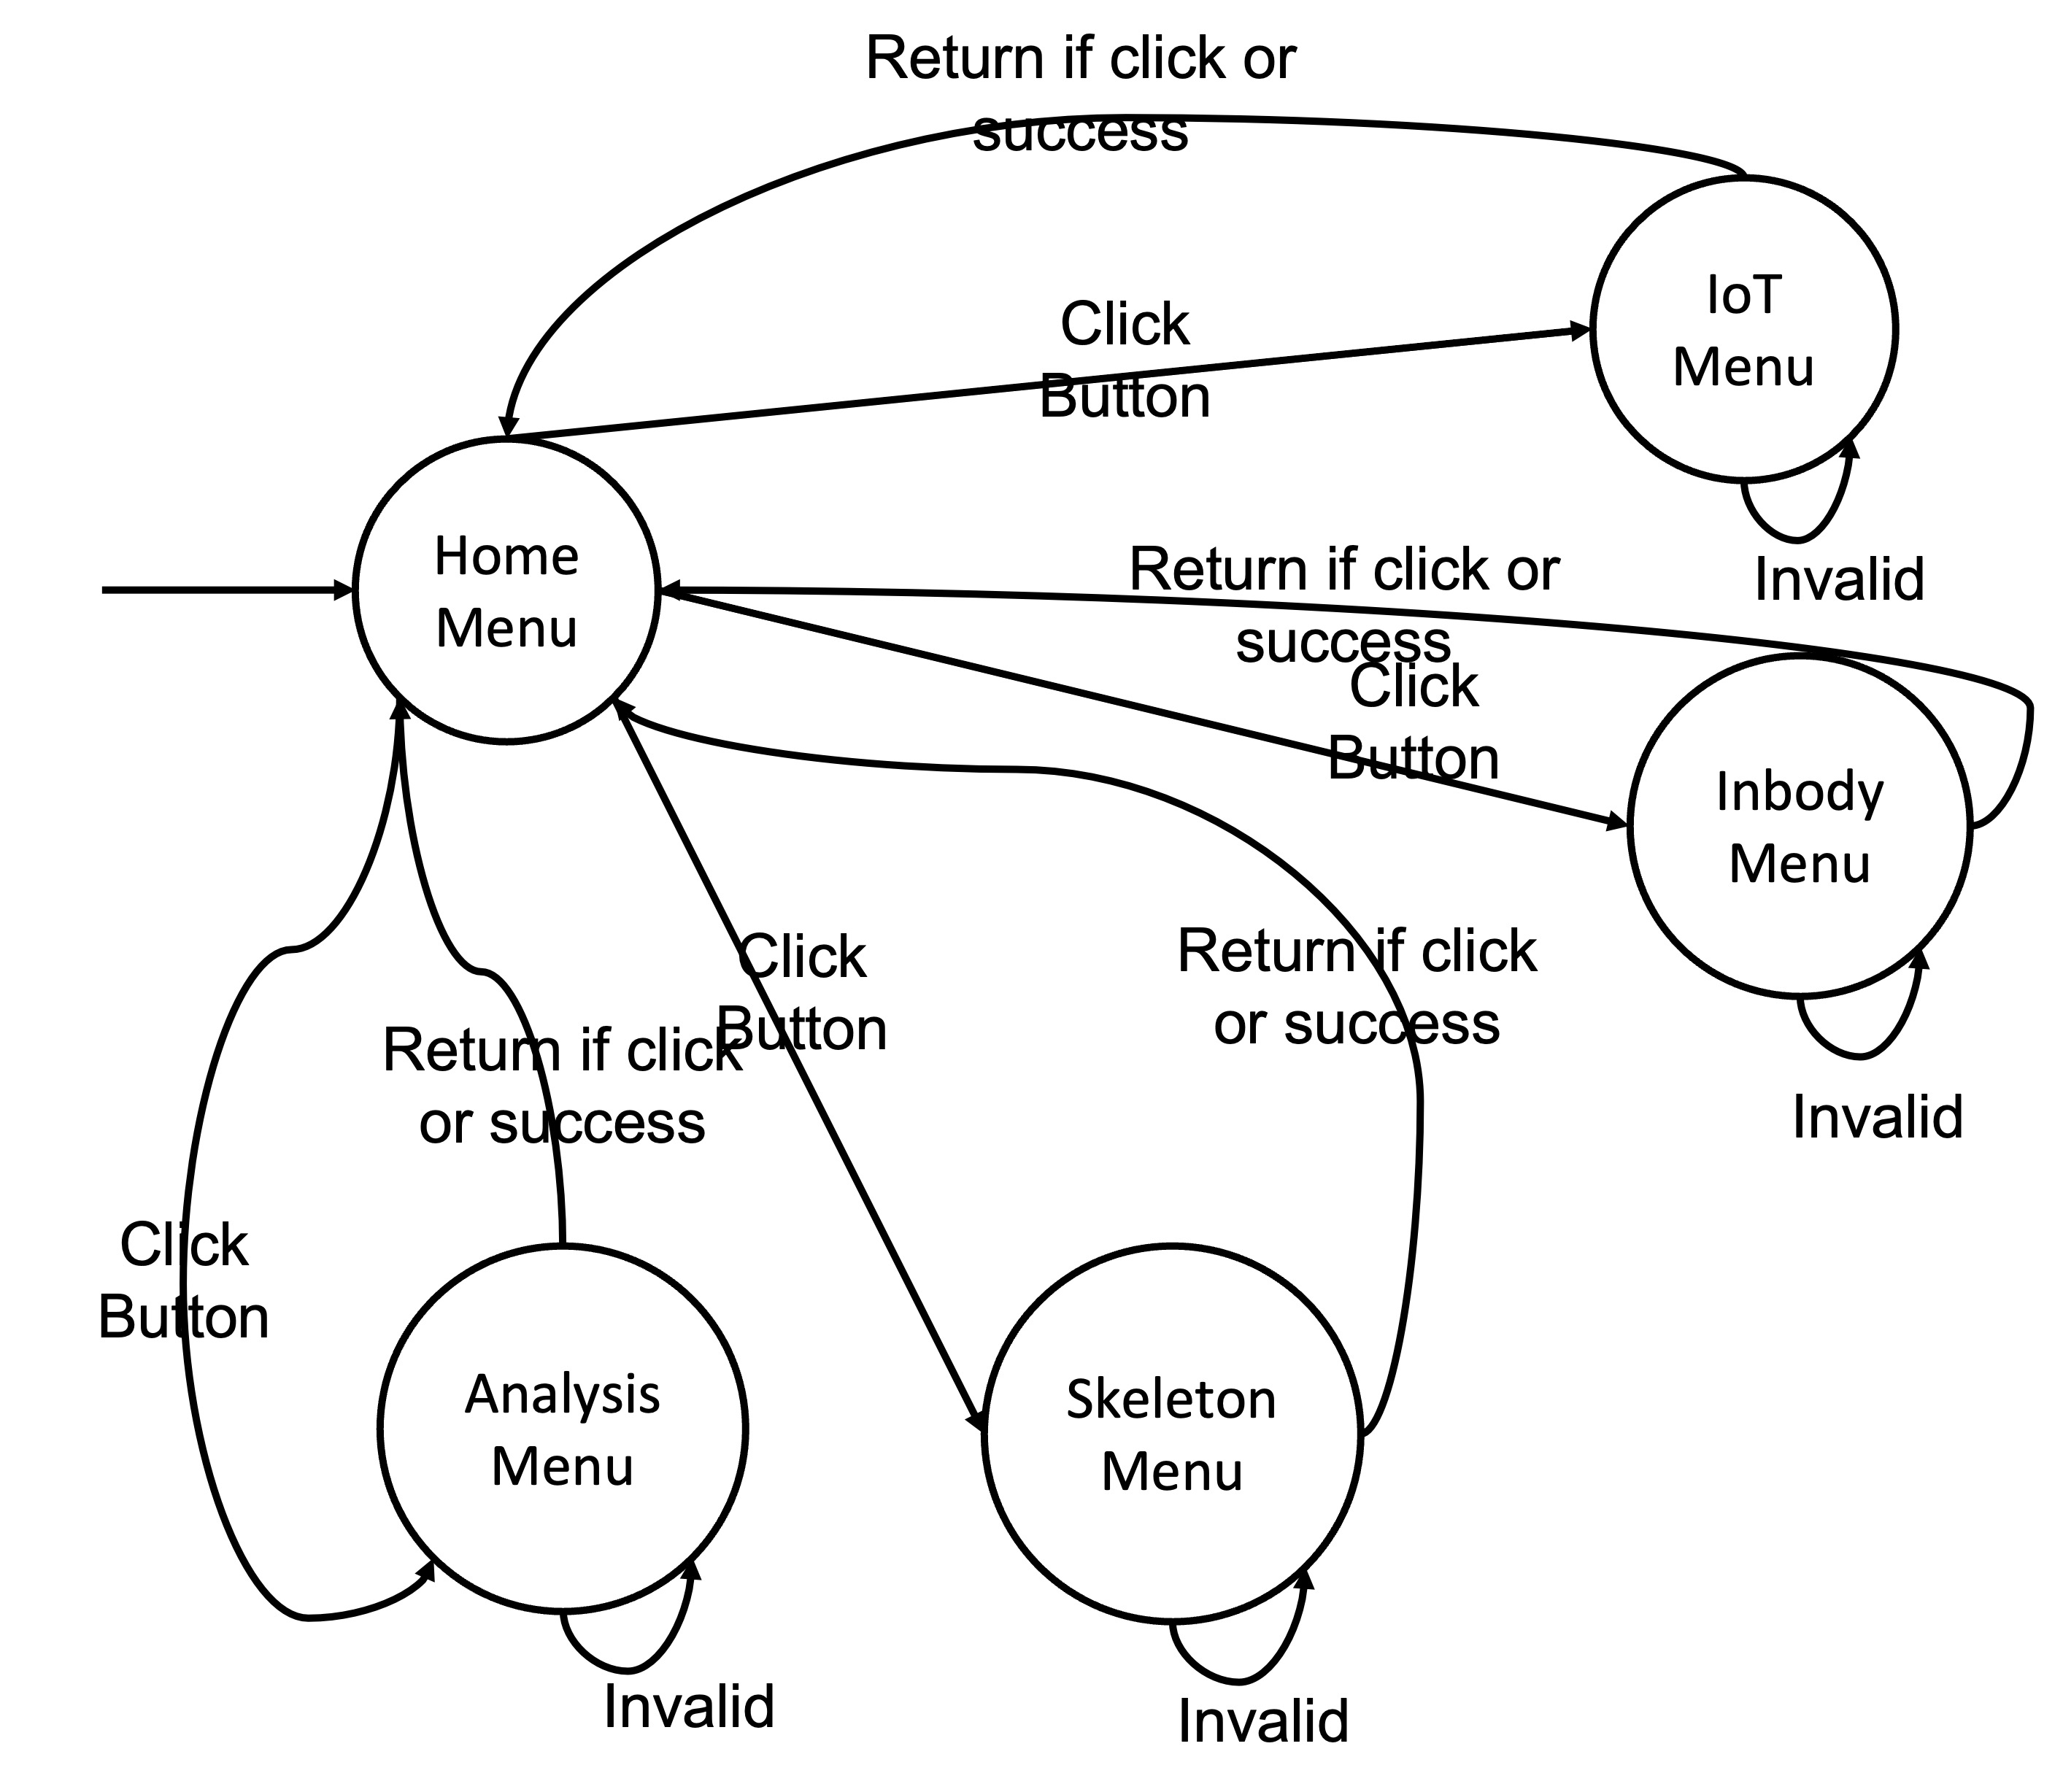 Return if click or
success
IoT
Menu
Click
Button
Home
Menu
Invalid
Return if click or
success
Click
Button
Inbody
Menu
Invalid
Click
Button
Return if click
or success
Return if click
or success
Click
Button
Analysis
Menu
Skeleton
Menu
Invalid
Invalid